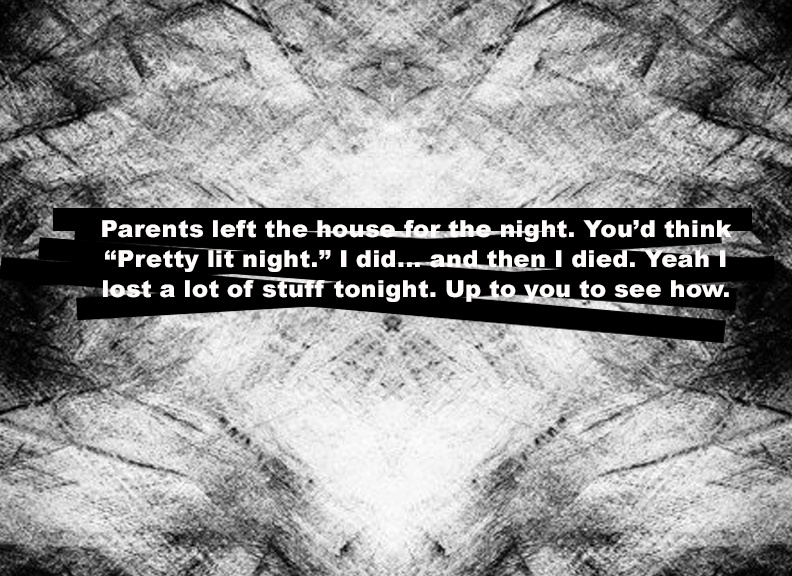 Parents left the house for the night. You’d think
“Pretty lit night.” I did... and then I died. Yeah I
lost a lot of stuff tonight. Up to you to see how.